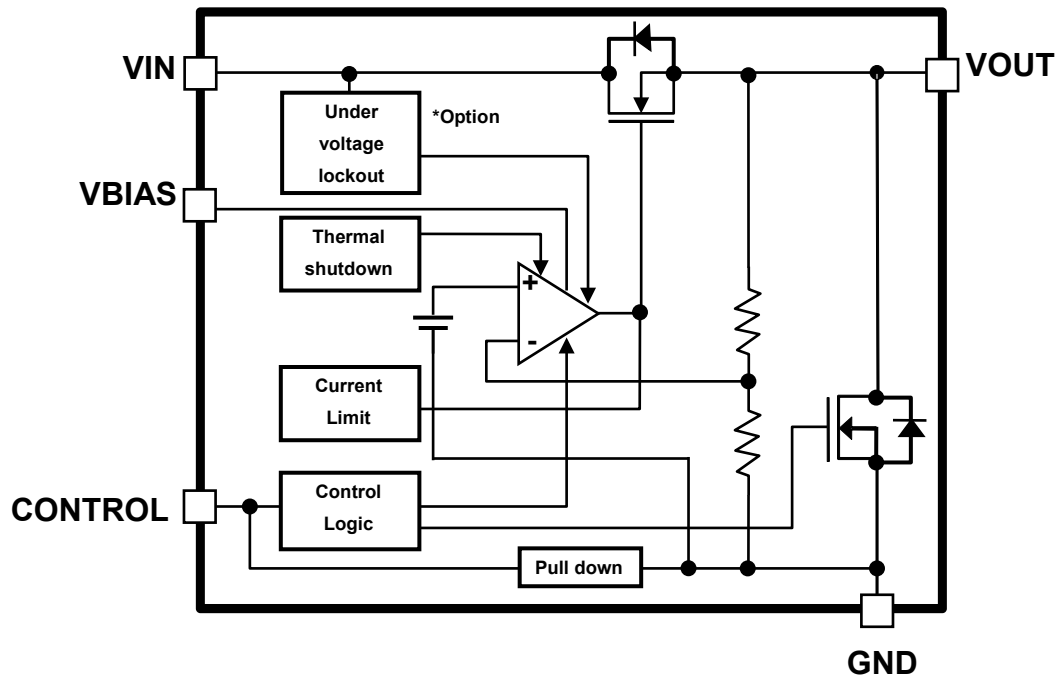 VIN
VOUT
Under
voltage
lockout
*Option
VBIAS
Thermal
shutdown
+
-
Current
Limit
CONTROL
Control
Logic
Pull down
GND